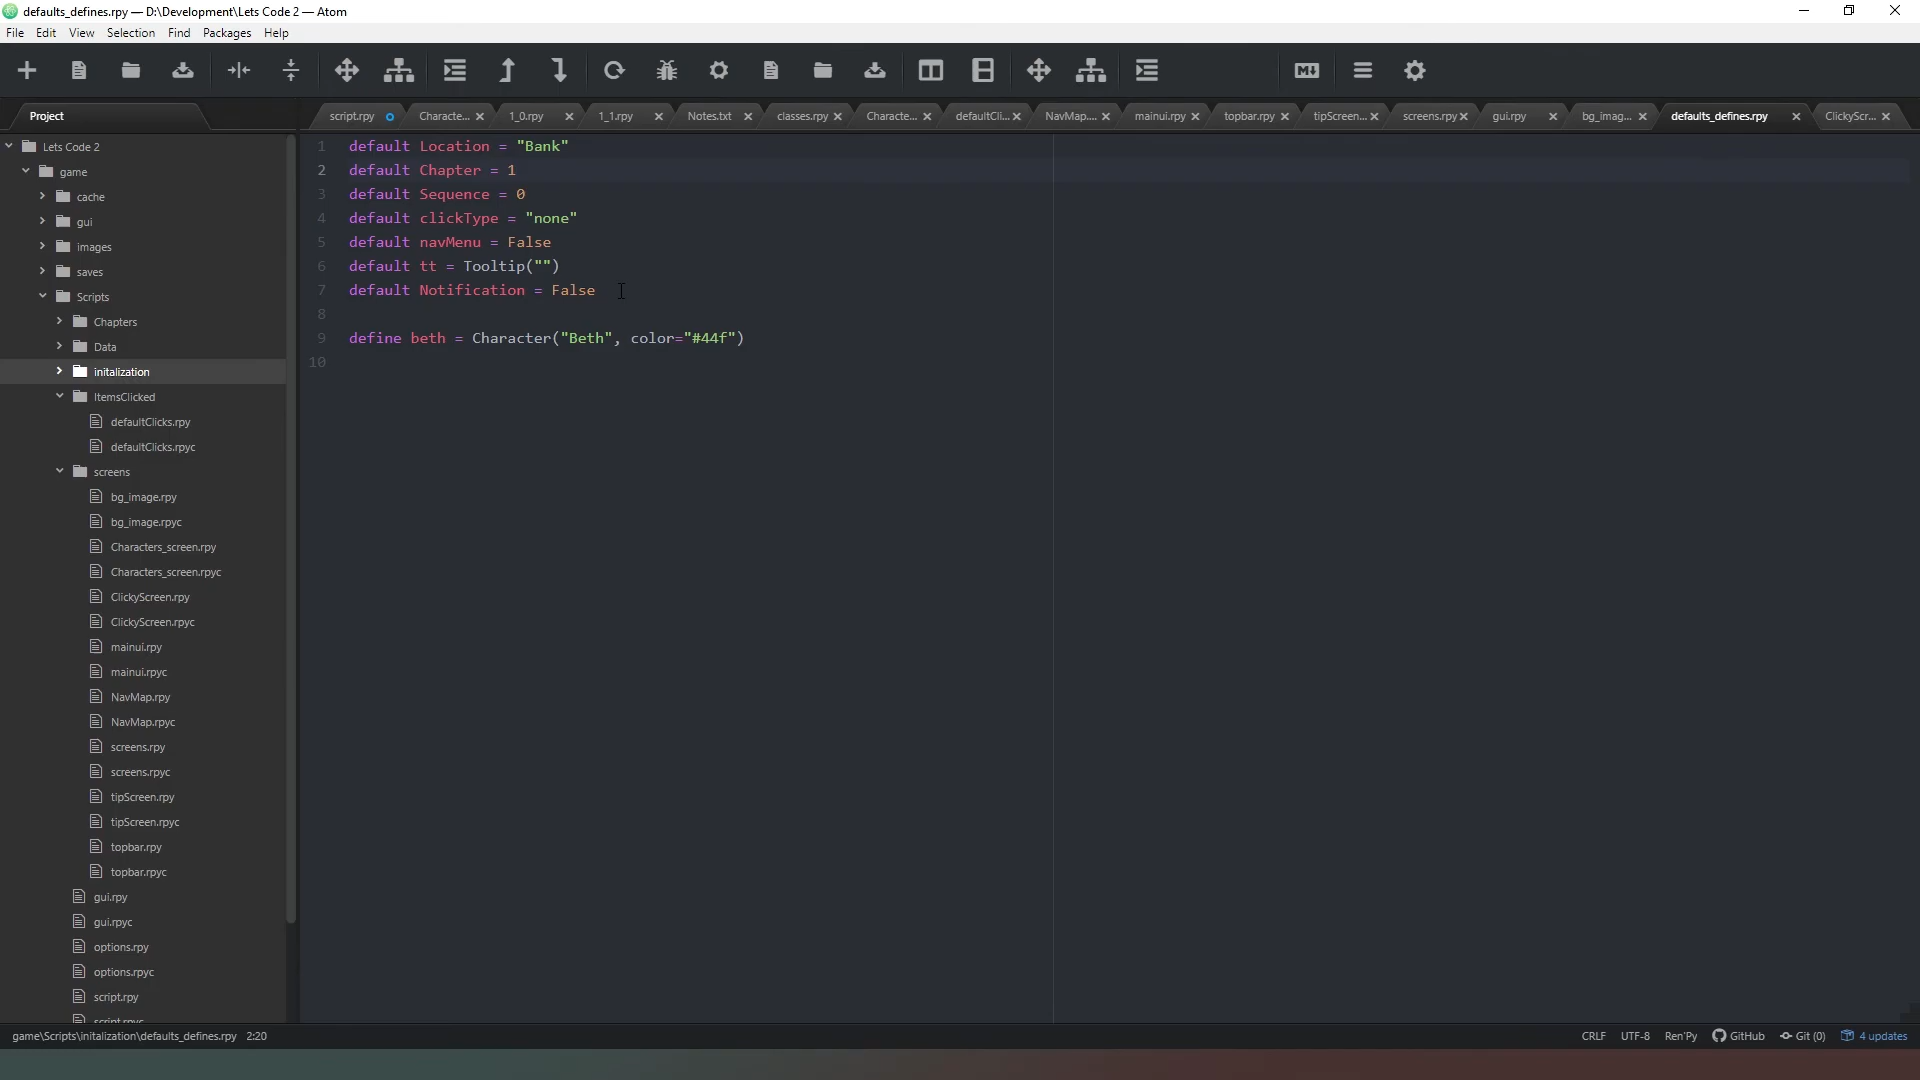 defaults_defines.rpy — D:\Development\Lets Code 2 — Atom
File Edit View Selection Find Packages Help
Project
script.rpy Characte... 1_0.rpy 1_1.rpy Notes.txt classes.rpy Characte... defaultCli... NavMap.... mainui.rpy topbar.rpy tipScreen... screens.rpy gui.rpy bg_imag... defaults_defines.rpy ClickyScr...
Lets Code 2
game
cache
gui
images
saves
Scripts
Chapters
Data
initalization
ItemsClicked
defaultClicks.rpy
defaultClicks.rpyc
screens
bg_image.rpy
bg_image.rpyc
Characters_screen.rpy
Characters_screen.rpyc
ClickyScreen.rpy
ClickyScreen.rpyc
mainui.rpy
mainui.rpyc
NavMap.rpy
NavMap.rpyc
screens.rpy
screens.rpyc
tipScreen.rpy
tipScreen.rpyc
topbar.rpy
topbar.rpyc
gui.rpy
gui.rpyc
options.rpy
options.rpyc
script.rpy
script.rpyc
1 default Location = "Bank"
2 default Chapter = 1
3 default Sequence = 0
4 default clickType = "none"
5 default navMenu = False
6 default tt = Tooltip("")
7 default Notification = False
8
9 define beth = Character("Beth", color="#44f")
10
game\Scripts\initalization\defaults_defines.rpy 2:20
CRLF UTF-8 Ren'Py GitHub Git (0) 4 updates